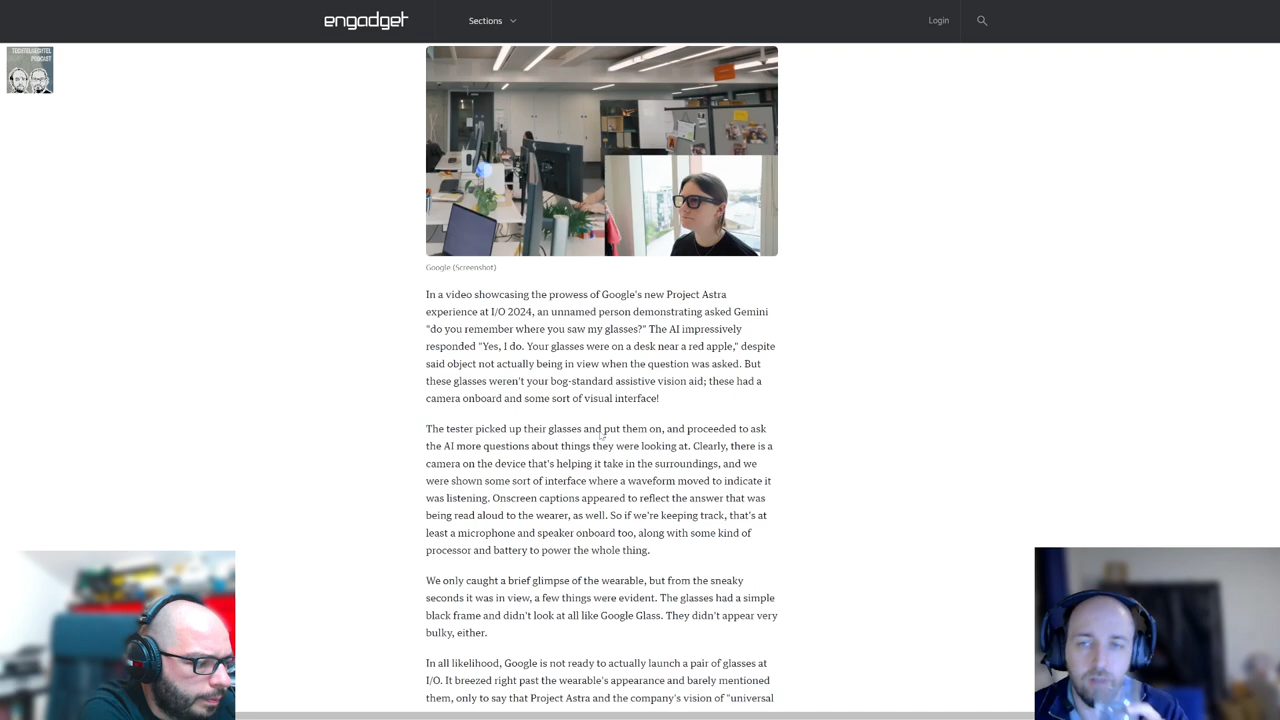 engadget
Sections
Login
TECHTELMECHTEL
PODCAST
Google (Screenshot)
In a video showcasing the prowess of Google's new Project Astra
experience at I/O 2024, an unnamed person demonstrating asked Gemini
"do you remember where you saw my glasses?" The AI impressively
responded "Yes, I do. Your glasses were on a desk near a red apple," despite
said object not actually being in view when the question was asked. But
these glasses weren't your bog-standard assistive vision aid; these had a
camera onboard and some sort of visual interface!
The tester picked up their glasses and put them on, and proceeded to ask
the AI more questions about things they were looking at. Clearly, there is a
camera on the device that's helping it take in the surroundings, and we
were shown some sort of interface where a waveform moved to indicate it
was listening. Onscreen captions appeared to reflect the answer that was
being read aloud to the wearer, as well. So if we're keeping track, that's at
least a microphone and speaker onboard too, along with some kind of
processor and battery to power the whole thing.
We only caught a brief glimpse of the wearable, but from the sneaky
seconds it was in view, a few things were evident. The glasses had a simple
black frame and didn't look at all like Google Glass. They didn't appear very
bulky, either.
In all likelihood, Google is not ready to actually launch a pair of glasses at
I/O. It breezed right past the wearable's appearance and barely mentioned
them, only to say that Project Astra and the company's vision of "universal